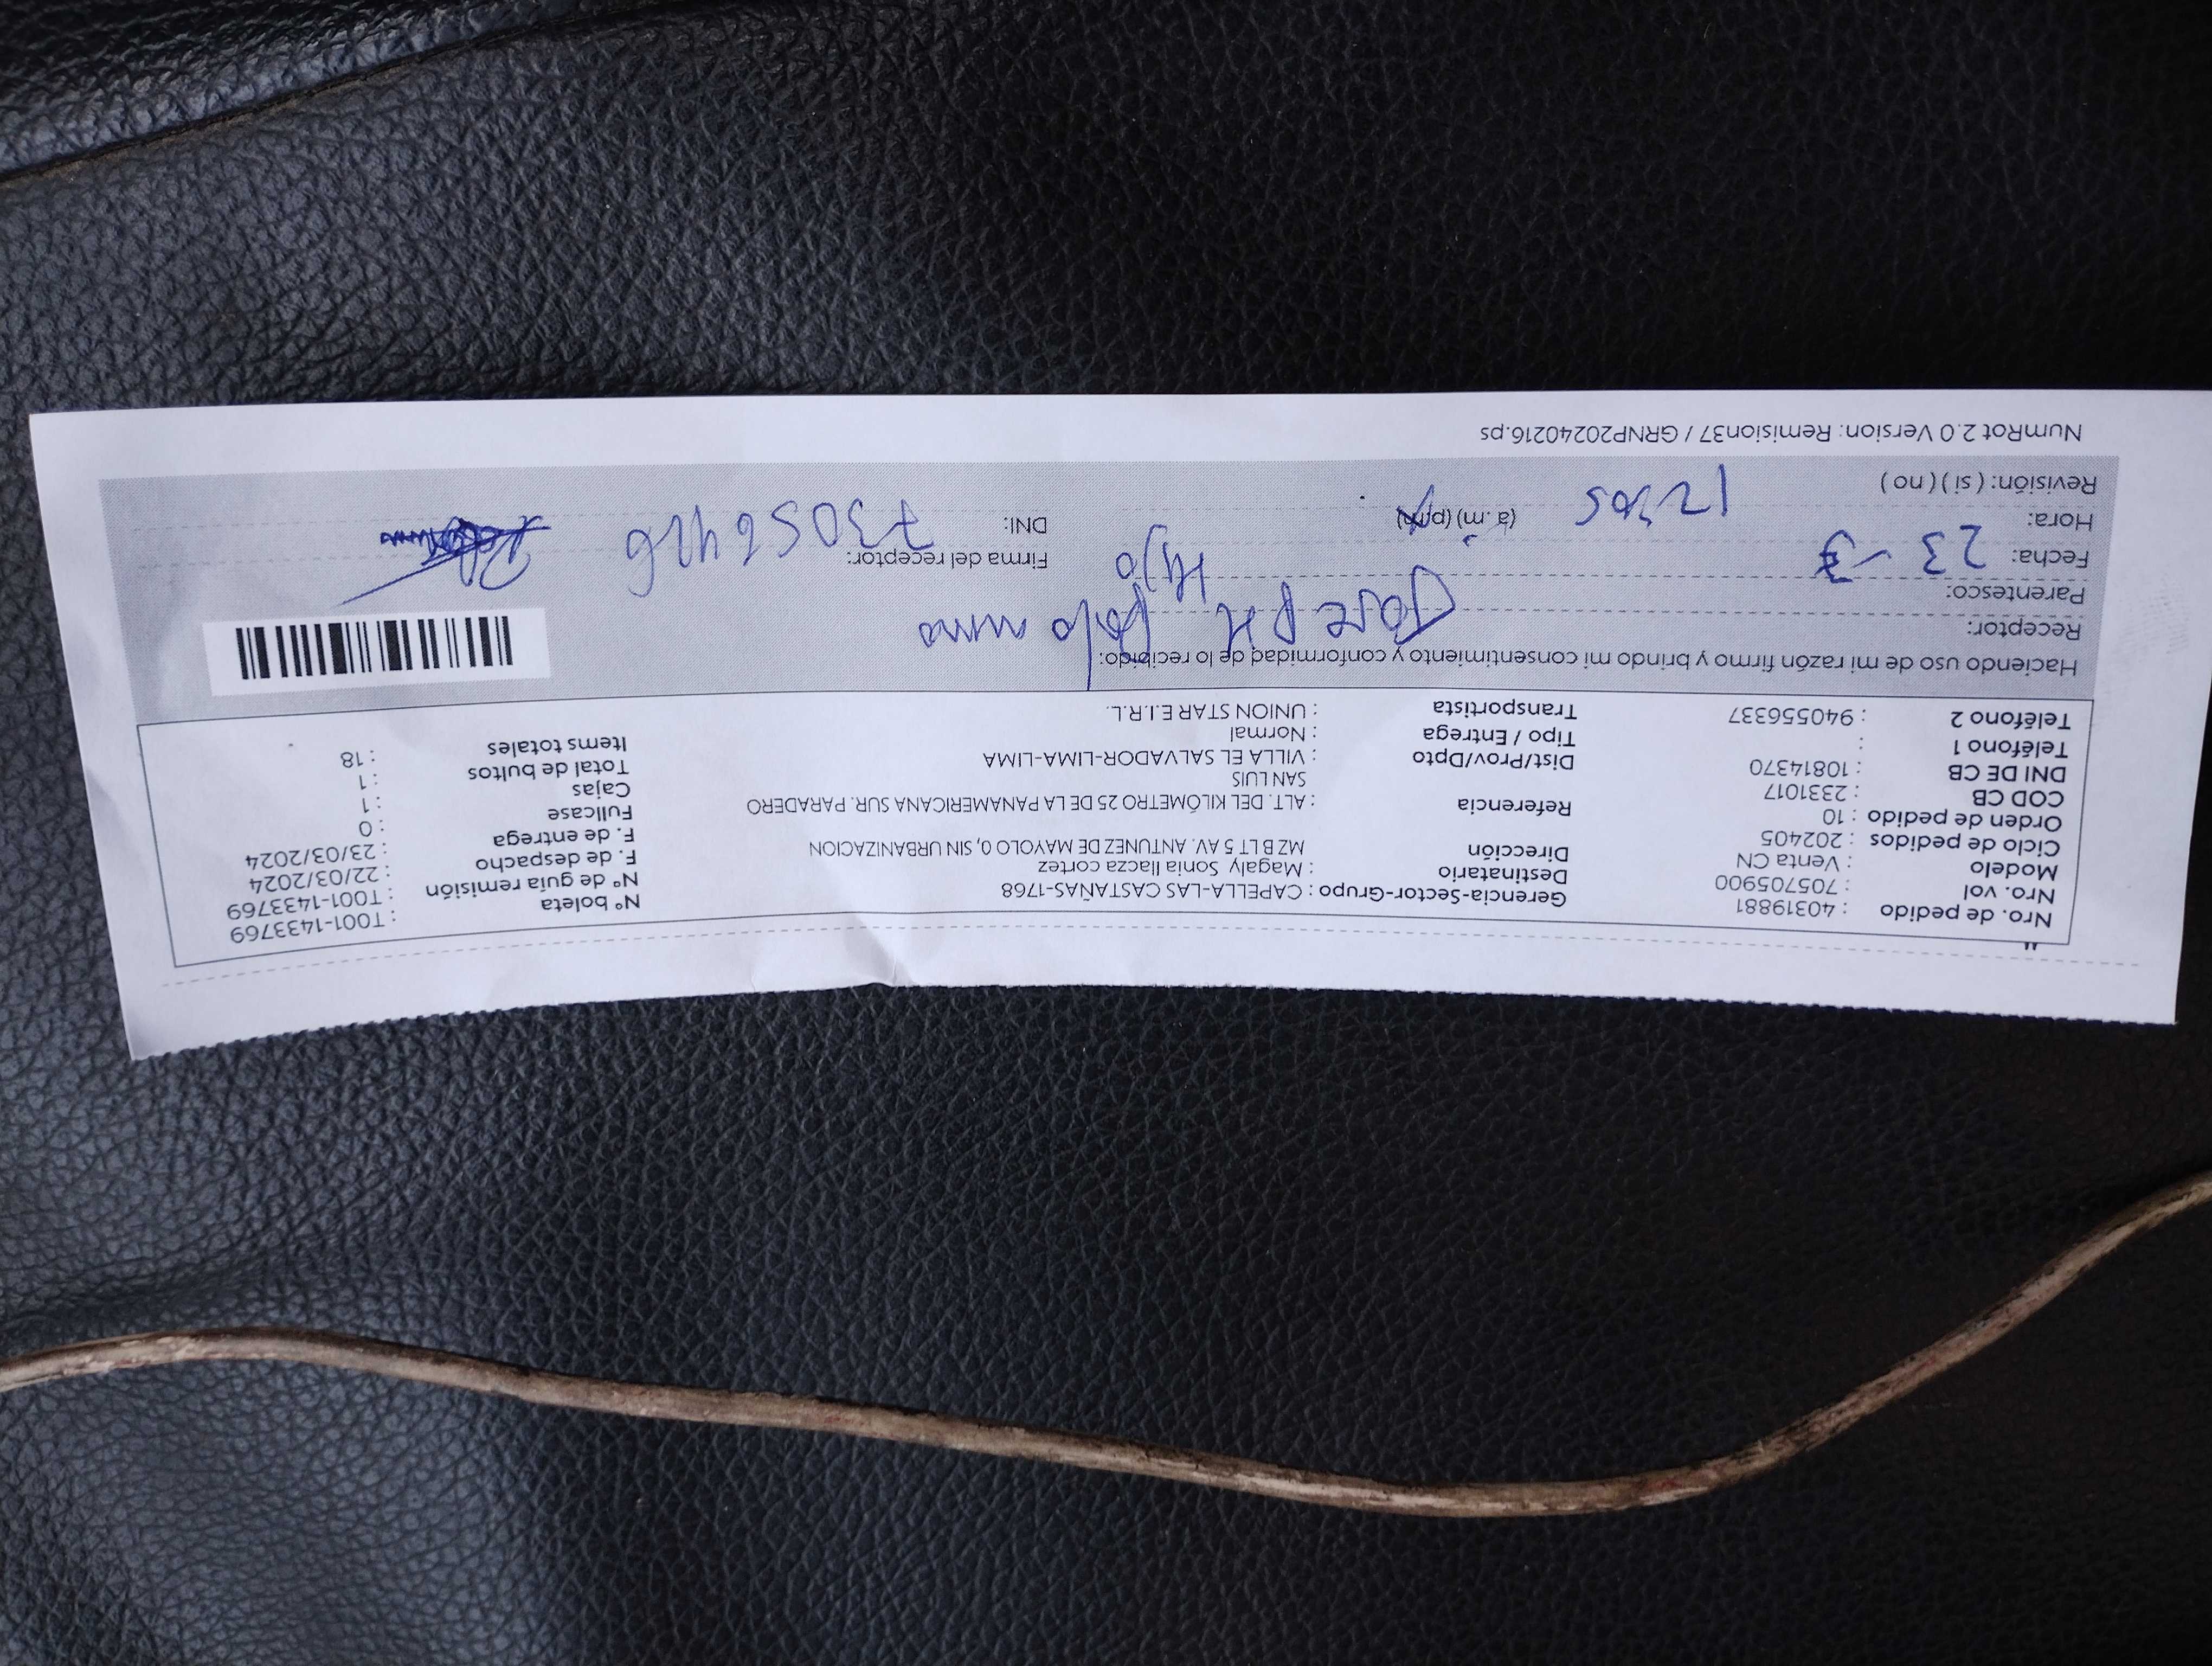 Nro. de pedido : 40319881 Gerencia-Sector-Grupo : CAPELLA-LAS CASTAÑAS-1768 N° boleta : T001-1433769
Nro. vol : 705705900 Destinatario : Magaly Sonia llacza cortez N° de guía remisión : T001-1433769
Modelo : Venta CN Dirección MZ B LT 5 AV. ANTUNEZ DE MAYOLO 0, SIN URBANIZACION F. de despacho : 22/03/2024
Ciclo de pedidos : 202405 F. de entrega : 23/03/2024
Orden de pedido : 10 Referencia : ALT. DEL KILÓMETRO 25 DE LA PANAMERICANA SUR. PARADERO Fullcase : 0
COD CB : 2331017 SAN LUIS Cajas : 1
DNI DE CB : 10814370 Dist/Prov/Dpto : VILLA EL SALVADOR-LIMA-LIMA Total de bultos : 1
Teléfono 1 : Tipo / Entrega : Normal Items totales : 18
Teléfono 2 : 940556337 Transportista : UNION STAR E.I.R.L.
Haciendo uso de mi razón firmo y brindo mi consentimiento y conformidad de lo recibido:
Receptor: JosepH Polo
Parentesco: Hijo
Fecha: 23-3 Firma del receptor:
Hora: (a.m) (p.m) DNI: 73056426
Revisión: ( si ) ( no )
NumRot 2.0 Version: Remision37 / GRNP20240216.ps